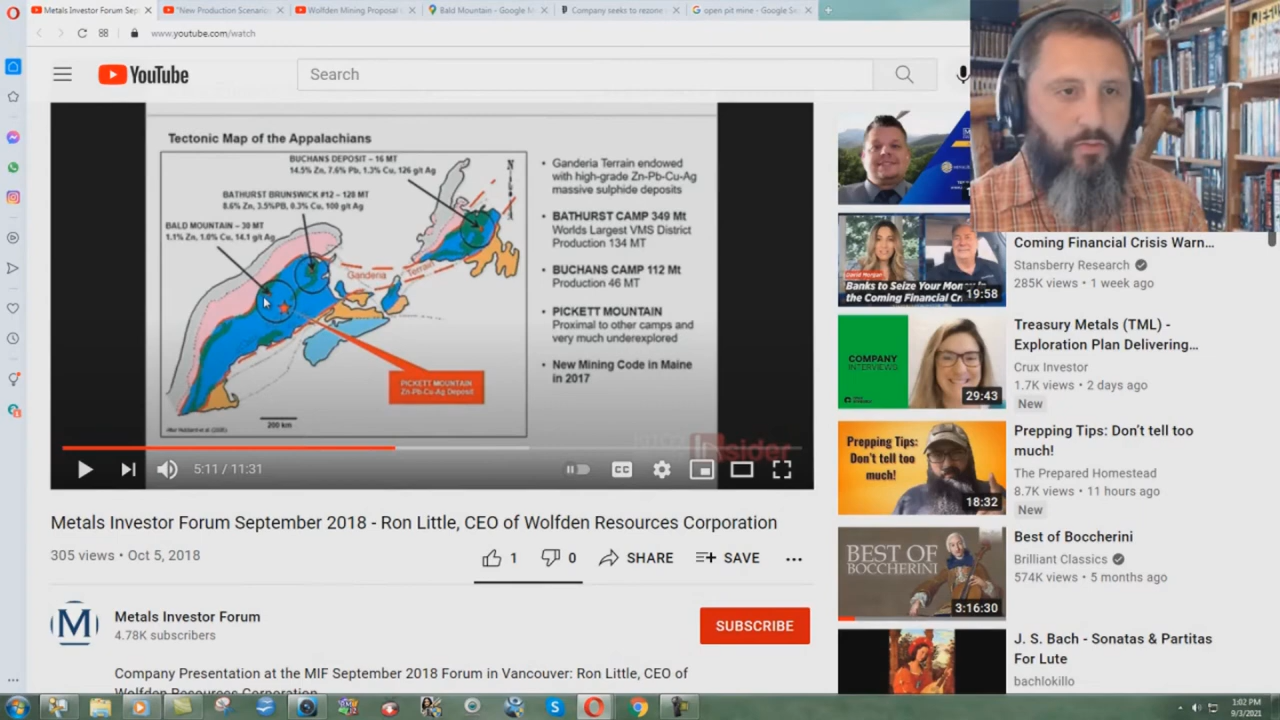 Metals Investor Forum Sep
"New Production Scenario
Wolfden Mining Proposal
Bald Mountain - Google M
Company seeks to rezone
open pit mine - Google Se
www.youtube.com/watch
YouTube
Search
Tectonic Map of the Appalachians
BUCHANS DEPOSIT – 16 MT
14.5% Zn, 7.6% Pb, 1.3% Cu, 126 g/t Ag
BATHURST BRUNSWICK #12 – 128 MT
8.6% Zn, 3.5%PB, 0.3% Cu, 100 g/t Ag
BALD MOUNTAIN – 30 MT
1.1% Zn, 1.0% Cu, 14.1 g/t Ag
N
Ganderia Terrain
PICKETT MOUNTAIN
Zn-Pb-Cu-Ag Deposit
200 km
• Ganderia Terrain endowed
with high-grade Zn-Pb-Cu-Ag
massive sulphide deposits
• BATHURST CAMP 349 Mt
Worlds Largest VMS District
Production 134 MT
• BUCHANS CAMP 112 Mt
Production 46 MT
• PICKETT MOUNTAIN
Proximal to other camps and
very much underexplored
• New Mining Code in Maine
in 2017
5:11 / 11:31
CC
Metals Investor Forum September 2018 - Ron Little, CEO of Wolfden Resources Corporation
305 views • Oct 5, 2018
1
0
SHARE
SAVE
M
Metals Investor Forum
4.78K subscribers
SUBSCRIBE
Company Presentation at the MIF September 2018 Forum in Vancouver: Ron Little, CEO of
Wolfden Resources Corporation
David Morgan
Banks to Seize Your Money in
the Coming Financial Cr
19:58
Coming Financial Crisis Warn...
Stansberry Research
285K views • 1 week ago
COMPANY
INTERVIEWS
29:43
Treasury Metals (TML) -
Exploration Plan Delivering...
Crux Investor
1.7K views • 2 days ago
New
Prepping Tips:
Don't tell too
much!
18:32
Prepping Tips: Don't tell too
much!
The Prepared Homestead
8.7K views • 11 hours ago
New
BEST OF
BOCCHERINI
3:16:30
Best of Boccherini
Brilliant Classics
574K views • 5 months ago
J. S. Bach - Sonatas & Partitas
For Lute
bachlokillo
1:02 PM
9/3/2021